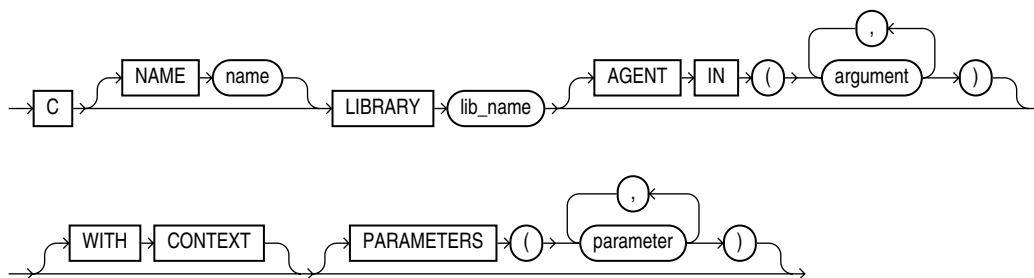 ,
NAME name AGENT IN ( argument )
C LIBRARY lib_name
,
WITH CONTEXT PARAMETERS ( parameter )